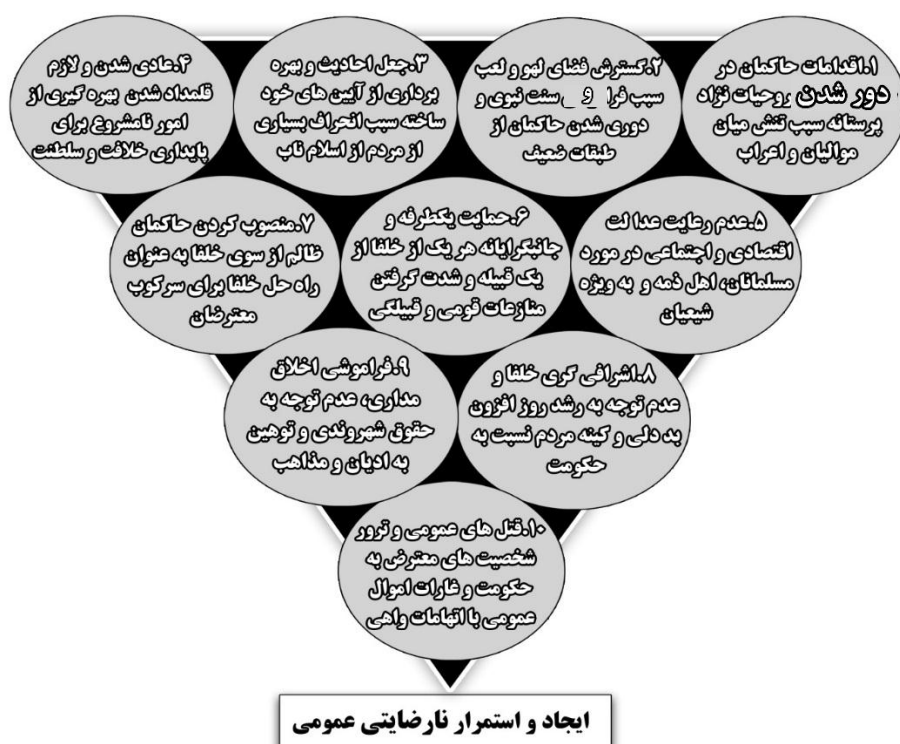 ۱.اقدامات حاکمان در
دور شدن روحیات نژاد
پرستانه سبب تنش میان
موالیان و اعراب
۲.گسترش فضای لهو و لعب
سبب فرا و سنت نبوی و
دوری شدن حاکمان از
طبقات ضعیف
۳.جعل احادیث و بهره
برداری از آیین های خود
ساخته سبب انحراف بسیاری
از مردم از اسلام ناب
۴.عادی شدن و لازم
قلمداد شدن بهره گیری از
امور نامشروع برای
پایداری خلافت و سلطنت
۵.عدم رعایت عدا لت
اقتصادی و اجتماعی در مورد
مسلمانان، اهل ذمه و به ویژه
شیعیان
۶.حمایت یکطرفه و
جانبگرایانه هر یک از خلفا از
یک قبیله و شدت گرفتن
منازعات قومی و قبیلگی
۷.منصوب کردن حاکمان
ظالم از سوی خلفا به عنوان
راه حل خلفا برای سرکوب
معترضان
۸.اشرافی گری خلفا و
عدم توجه به رشد روز افزون
بد دلی و کینه مردم نسبت به
حکومت
۹.فراموشی اخلاق
مداری، عدم توجه به
حقوق شهروندی و توهین
به ادیان و مذاهب
۱۰.قتل های عمومی و ترور
شخصیت های معترض به
حکومت و غارات اموال
عمومی با اتهامات واهی
ایجاد و استمرار نارضایتی عمومی